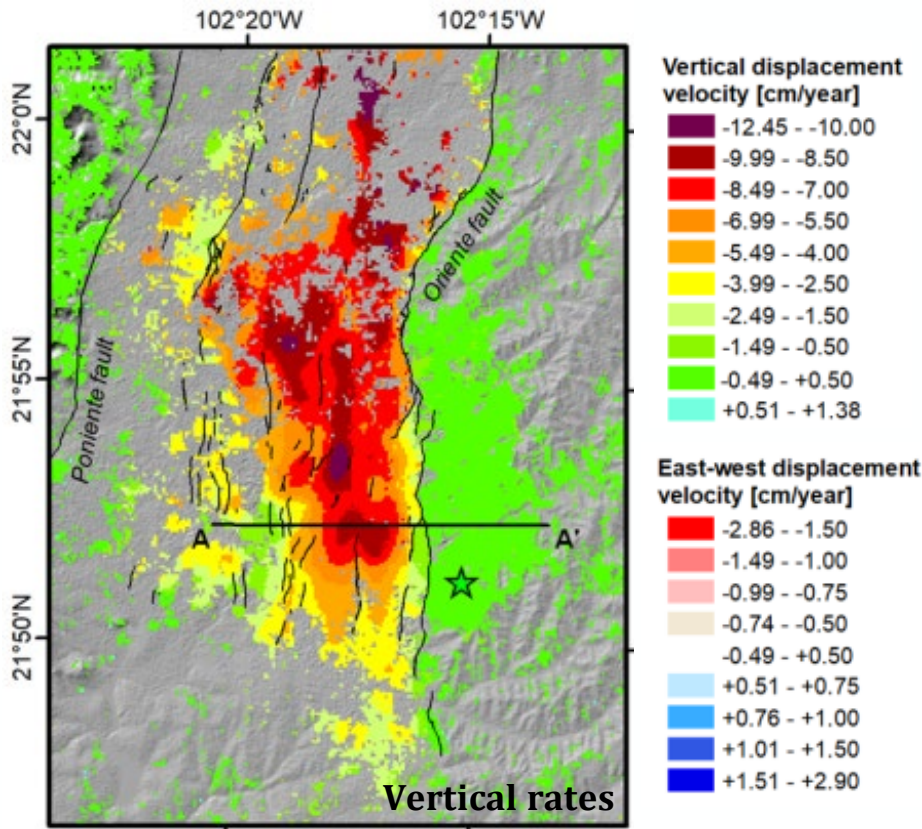 102°20'W
102°15'W
22°0'N
21°55'N
21°50'N
Poniente fault
Oriente fault
A
A'
Vertical rates
Vertical displacement
velocity [cm/year]
-12.45 - -10.00
-9.99 - -8.50
-8.49 - -7.00
-6.99 - -5.50
-5.49 - -4.00
-3.99 - -2.50
-2.49 - -1.50
-1.49 - -0.50
-0.49 - +0.50
+0.51 - +1.38
East-west displacement
velocity [cm/year]
-2.86 - -1.50
-1.49 - -1.00
-0.99 - -0.75
-0.74 - -0.50
-0.49 - +0.50
+0.51 - +0.75
+0.76 - +1.00
+1.01 - +1.50
+1.51 - +2.90